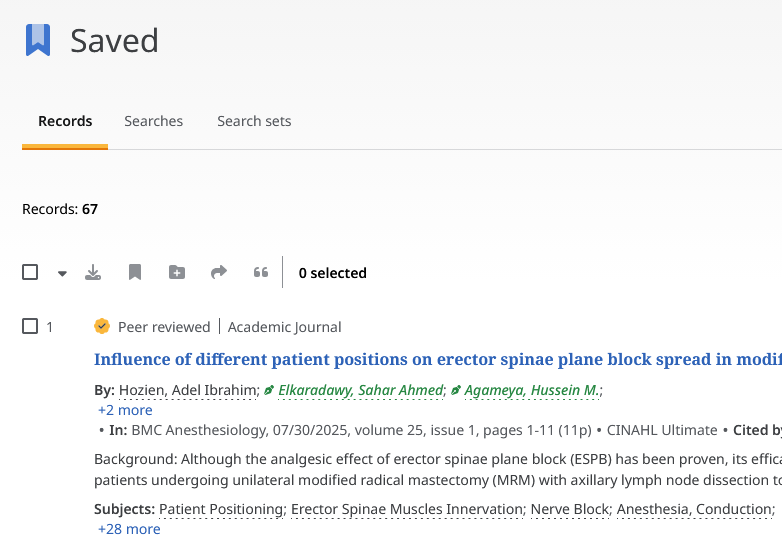 Saved
Records Searches Search sets
Records: 67
0 selected
1 Peer reviewed | Academic Journal
Influence of different patient positions on erector spinae plane block spread in modif
By: Hozien, Adel Ibrahim; Elkaradawy, Sahar Ahmed; Agameya, Hussein M.;
+2 more
• In: BMC Anesthesiology, 07/30/2025, volume 25, issue 1, pages 1-11 (11p) • CINAHL Ultimate • Cited by
Background: Although the analgesic effect of erector spinae plane block (ESPB) has been proven, its effica
patients undergoing unilateral modified radical mastectomy (MRM) with axillary lymph node dissection to
Subjects: Patient Positioning; Erector Spinae Muscles Innervation; Nerve Block; Anesthesia, Conduction;
+28 more